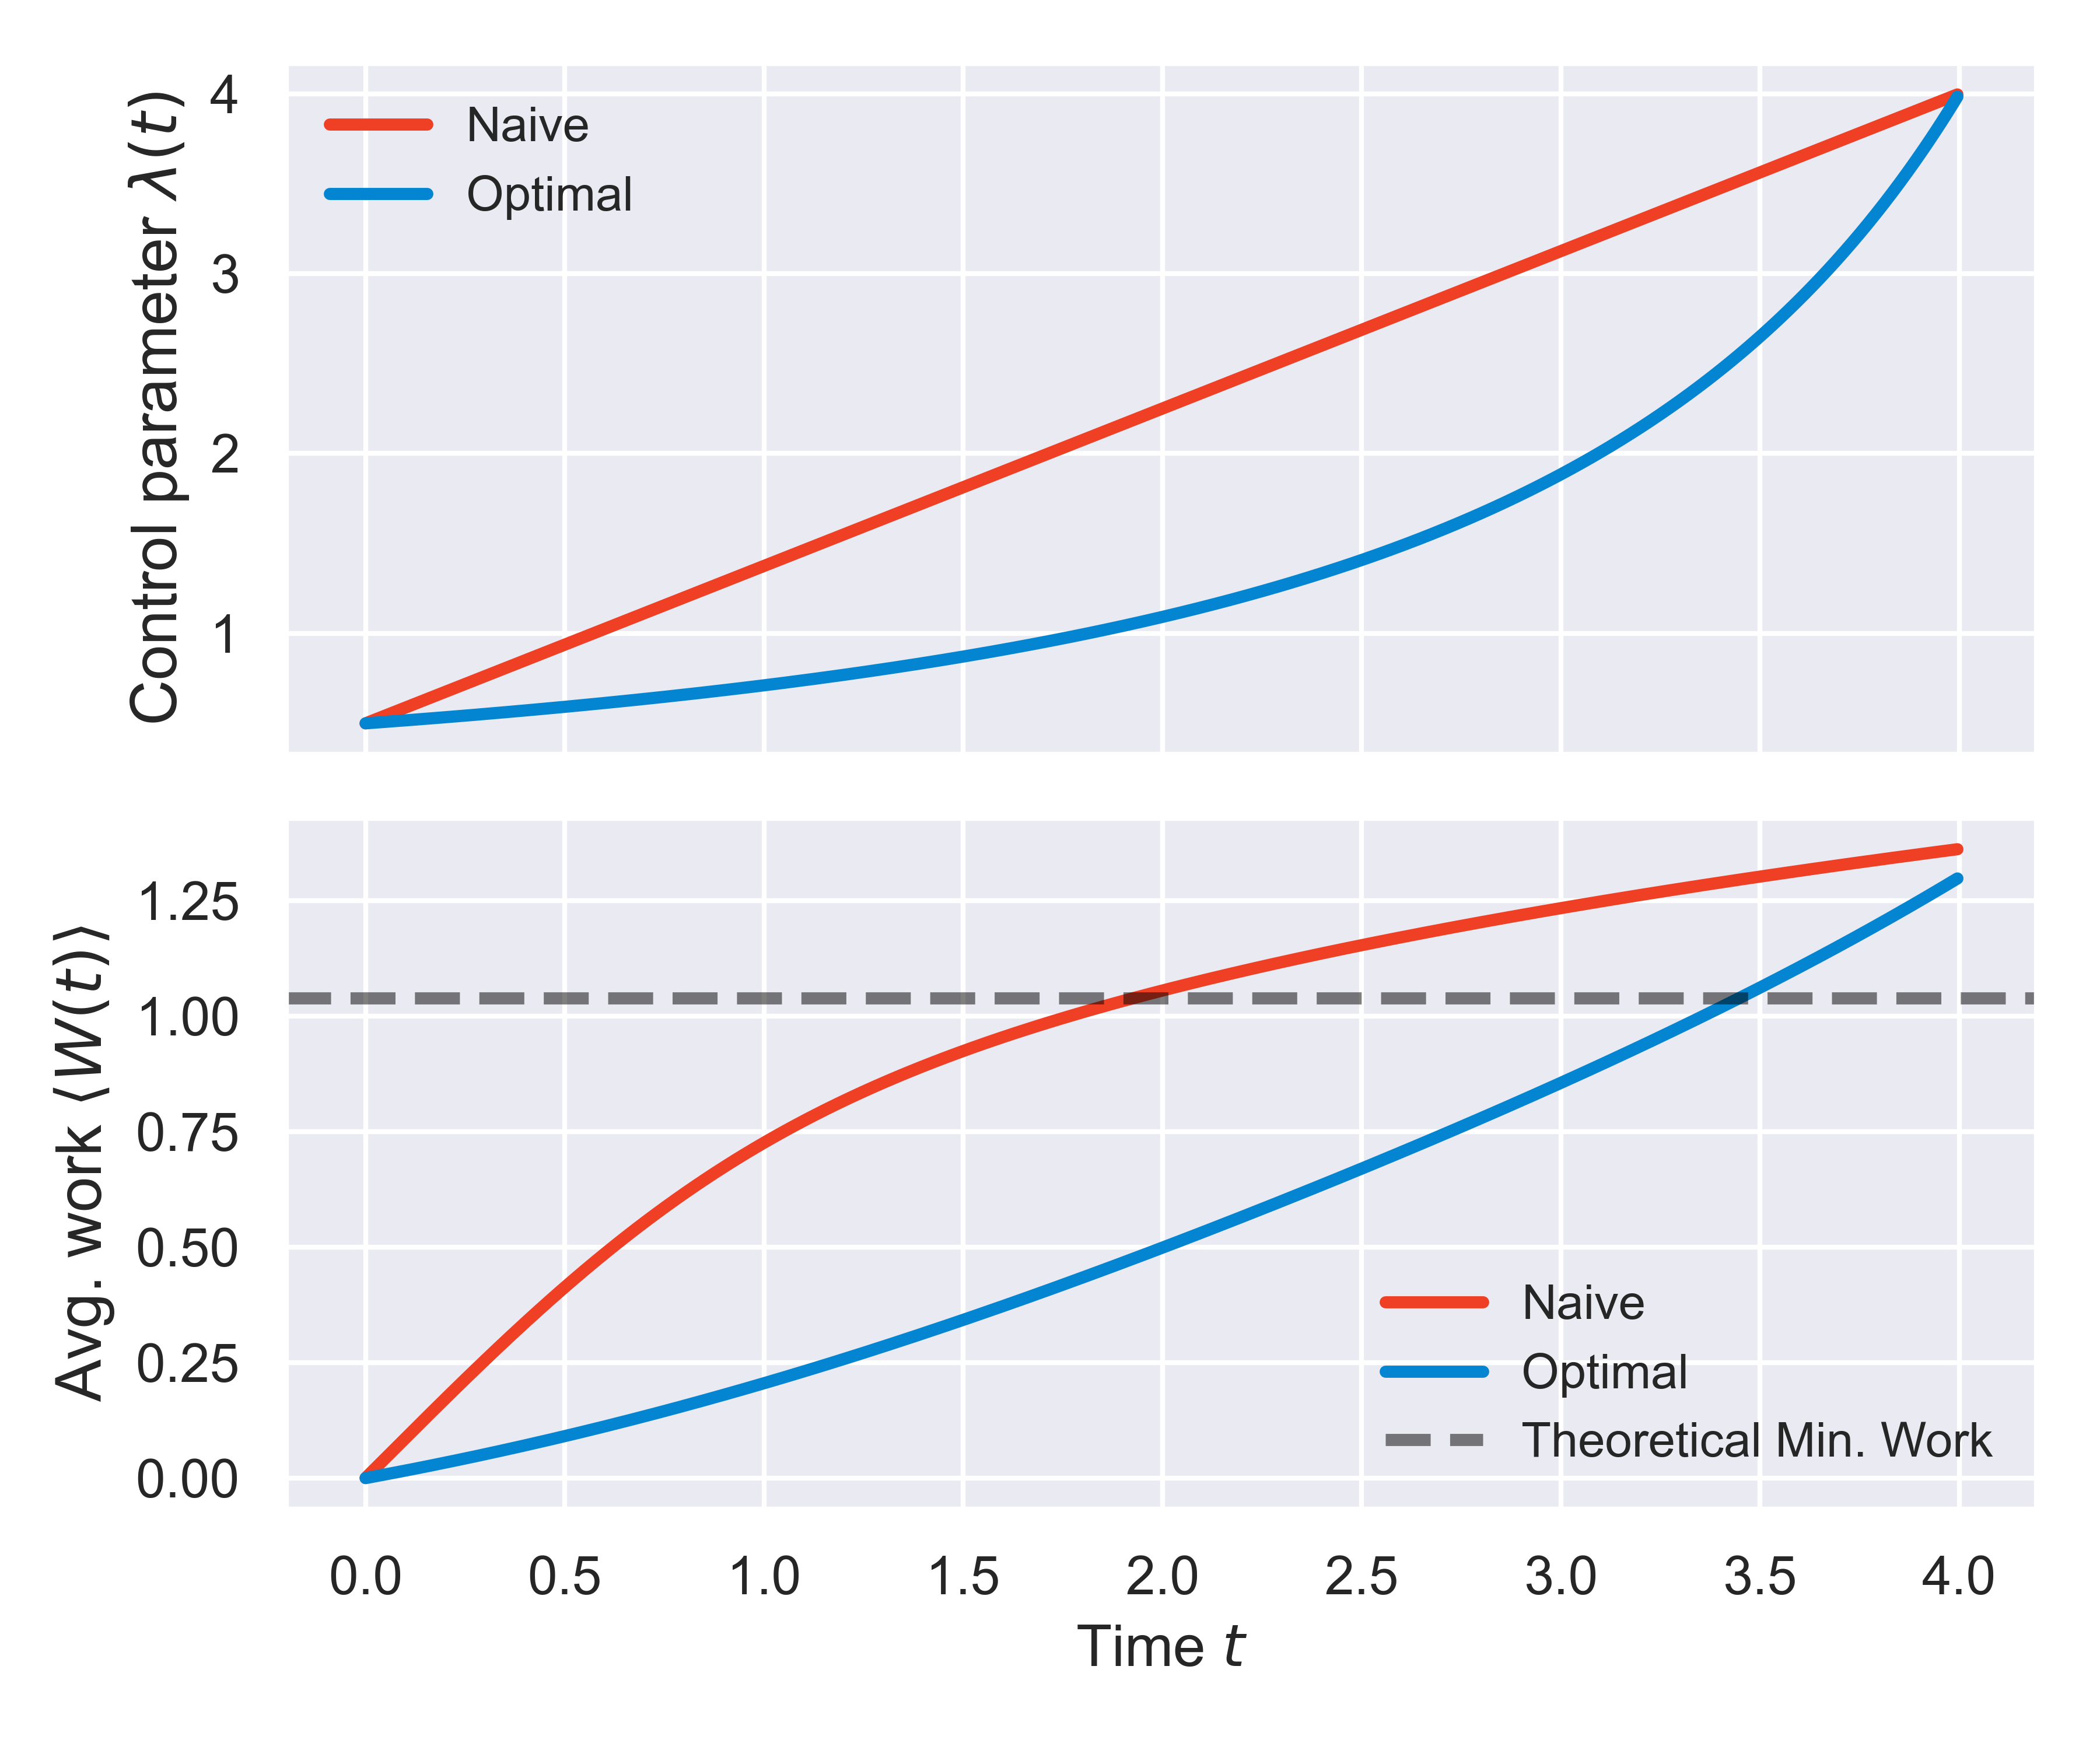 Control parameter λ(t)
4
3
2
1
Naive
Optimal
Avg. work ⟨W(t)⟩
1.25
1.00
0.75
0.50
0.25
0.00
Naive
Optimal
Theoretical Min. Work
0.0 0.5 1.0 1.5 2.0 2.5 3.0 3.5 4.0
Time t